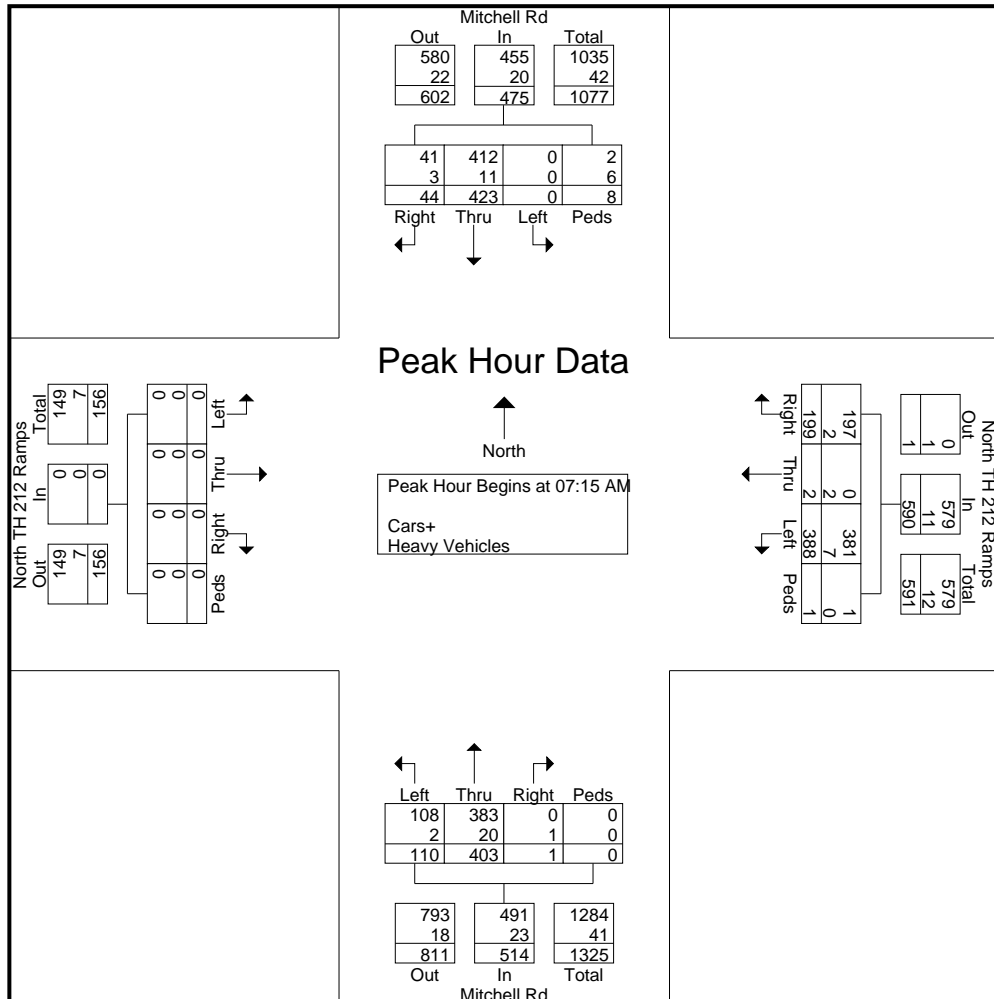 Mitchell Rd
Out In Total
580 455 1035
22 20 42
602 475 1077
41 412 0 2
3 11 0 6
44 423 0 8
Right Thru Left Peds
Peak Hour Data
North
Peak Hour Begins at 07:15 AM
Cars+
Heavy Vehicles
North TH 212 Ramps
Out In Total
149 0 149
7 0 7
156 0 156
0 0 0 0
0 0 0 0
0 0 0 0
Left Thru Right Peds
North TH 212 Ramps
Out In Total
0 579 579
1 11 12
1 590 591
197 0 381 1
2 2 7 0
199 2 388 1
Right Thru Left Peds
Left Thru Right Peds
108 383 0 0
2 20 1 0
110 403 1 0
793 491 1284
18 23 41
811 514 1325
Out In Total
Mitchell Rd